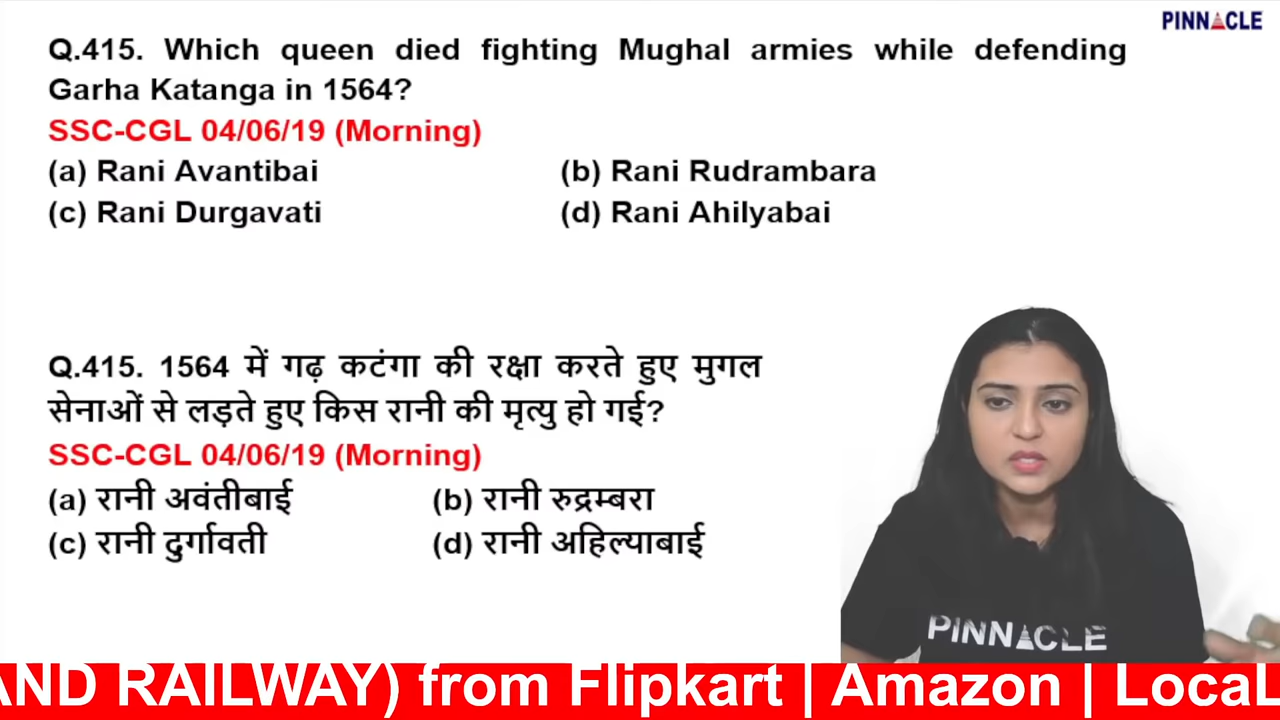 PINNACLE
Q.415. Which queen died fighting Mughal armies while defending
Garha Katanga in 1564?
SSC-CGL 04/06/19 (Morning)
(a) Rani Avantibai (b) Rani Rudrambara
(c) Rani Durgavati (d) Rani Ahilyabai
Q.415. 1564 में गढ़ कटंगा की रक्षा करते हुए मुगल
सेनाओं से लड़ते हुए किस रानी की मृत्यु हो गई?
SSC-CGL 04/06/19 (Morning)
(a) रानी अवंतीबाई (b) रानी रुद्रम्बरा
(c) रानी दुर्गावती (d) रानी अहिल्याबाई
PINNACLE
AND RAILWAY) from Flipkart | Amazon | LocaL